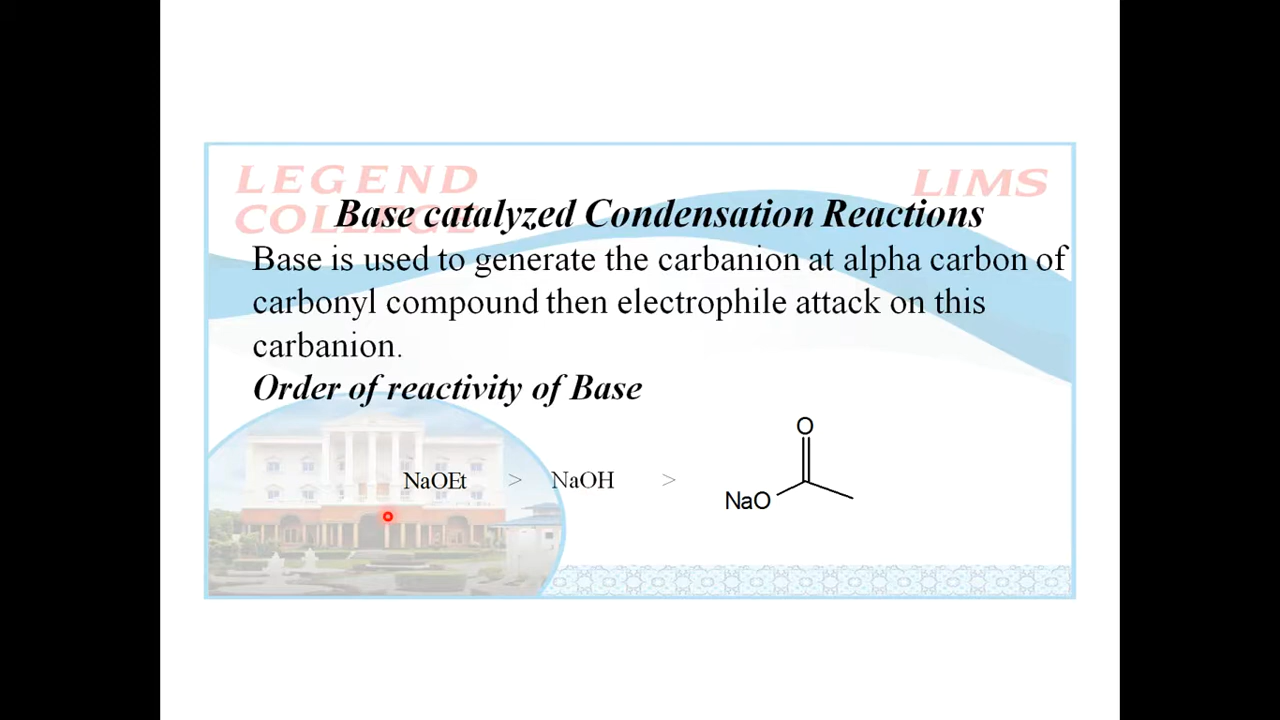 LEGEND
COLLEGE
LIMS
Base catalyzed Condensation Reactions
Base is used to generate the carbanion at alpha carbon of
carbonyl compound then electrophile attack on this
carbanion.
Order of reactivity of Base
O
NaOEt > NaOH >
NaO